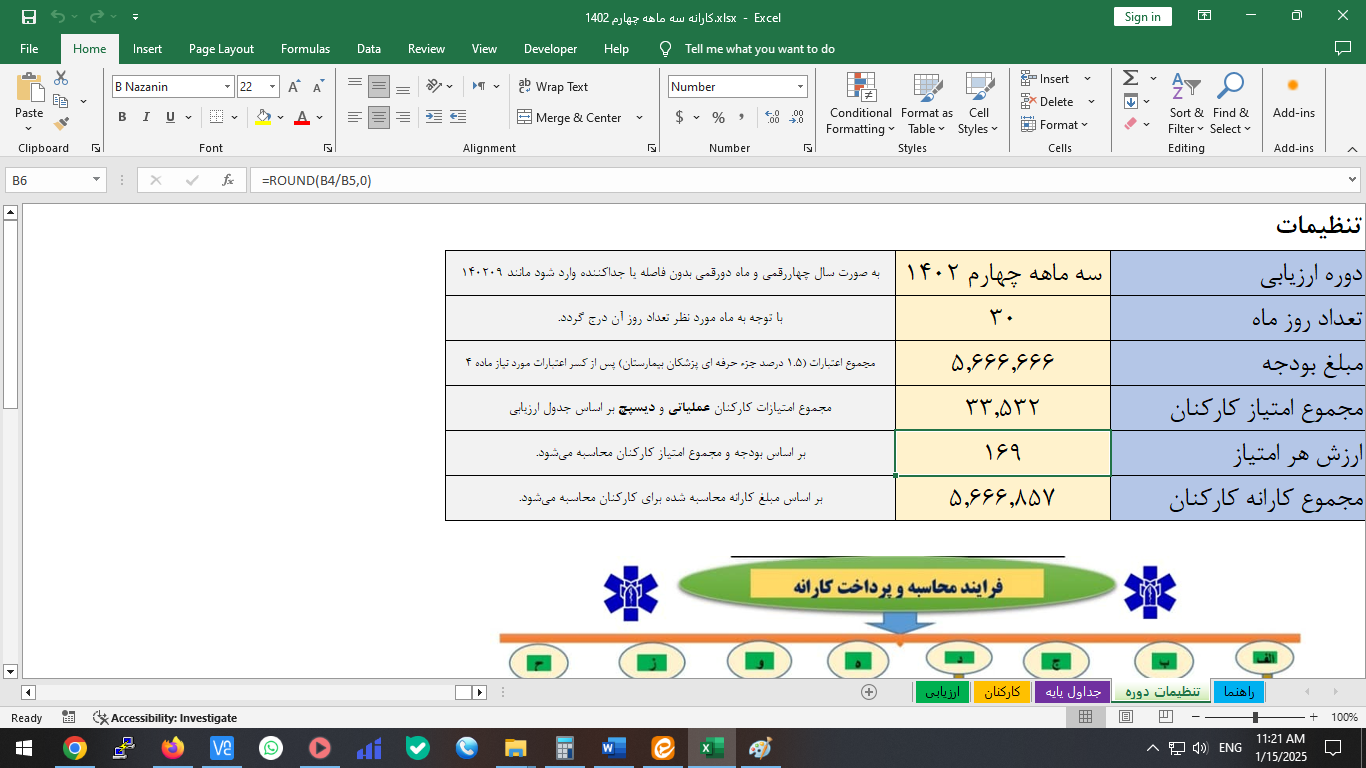 کارانه سه ماهه چهارم 1402.xlsx - Excel
Sign in
File Home Insert Page Layout Formulas Data Review View Developer Help Tell me what you want to do
Paste
Clipboard
B Nazanin 22
B I U
Font
Wrap Text
Merge & Center
Alignment
Number
$ % ,
Number
Conditional Formatting
Format as Table
Cell Styles
Styles
Insert
Delete
Format
Cells
Sort & Filter
Find & Select
Editing
Add-ins
Add-ins
B6 fx =ROUND(B4/B5,0)
تنظیمات
دوره ارزیابی سه ماهه چهارم ۱۴۰۲ به صورت سال چهاررقمی و ماه دورقمی بدون فاصله یا جداکننده وارد شود مانند ۱۴۰۲۰۹
تعداد روز ماه ۳۰ با توجه به ماه مورد نظر تعداد روز آن درج گردد.
مبلغ بودجه ۵,۶۶۶,۶۶۶ مجموع اعتبارات (۱.۵ درصد جزء حرفه ای پزشکان بیمارستان) پس از کسر اعتبارات مورد نیاز ماده ۴
مجموع امتیاز کارکنان ۳۳,۵۳۲ مجموع امتیازات کارکنان عملیاتی و دیسپچ بر اساس جدول ارزیابی
ارزش هر امتیاز ۱۶۹ بر اساس بودجه و مجموع امتیاز کارکنان محاسبه می‌شود.
مجموع کارانه کارکنان ۵,۶۶۶,۸۵۷ بر اساس مبلغ کارانه محاسبه شده برای کارکنان محاسبه می‌شود.
فرایند محاسبه و پرداخت کارانه
الف ب ج د ه و ز ح
راهنما تنظیمات دوره جداول پایه کارکنان ارزیابی
Ready Accessibility: Investigate 100%
ENG 11:21 AM
1/15/2025